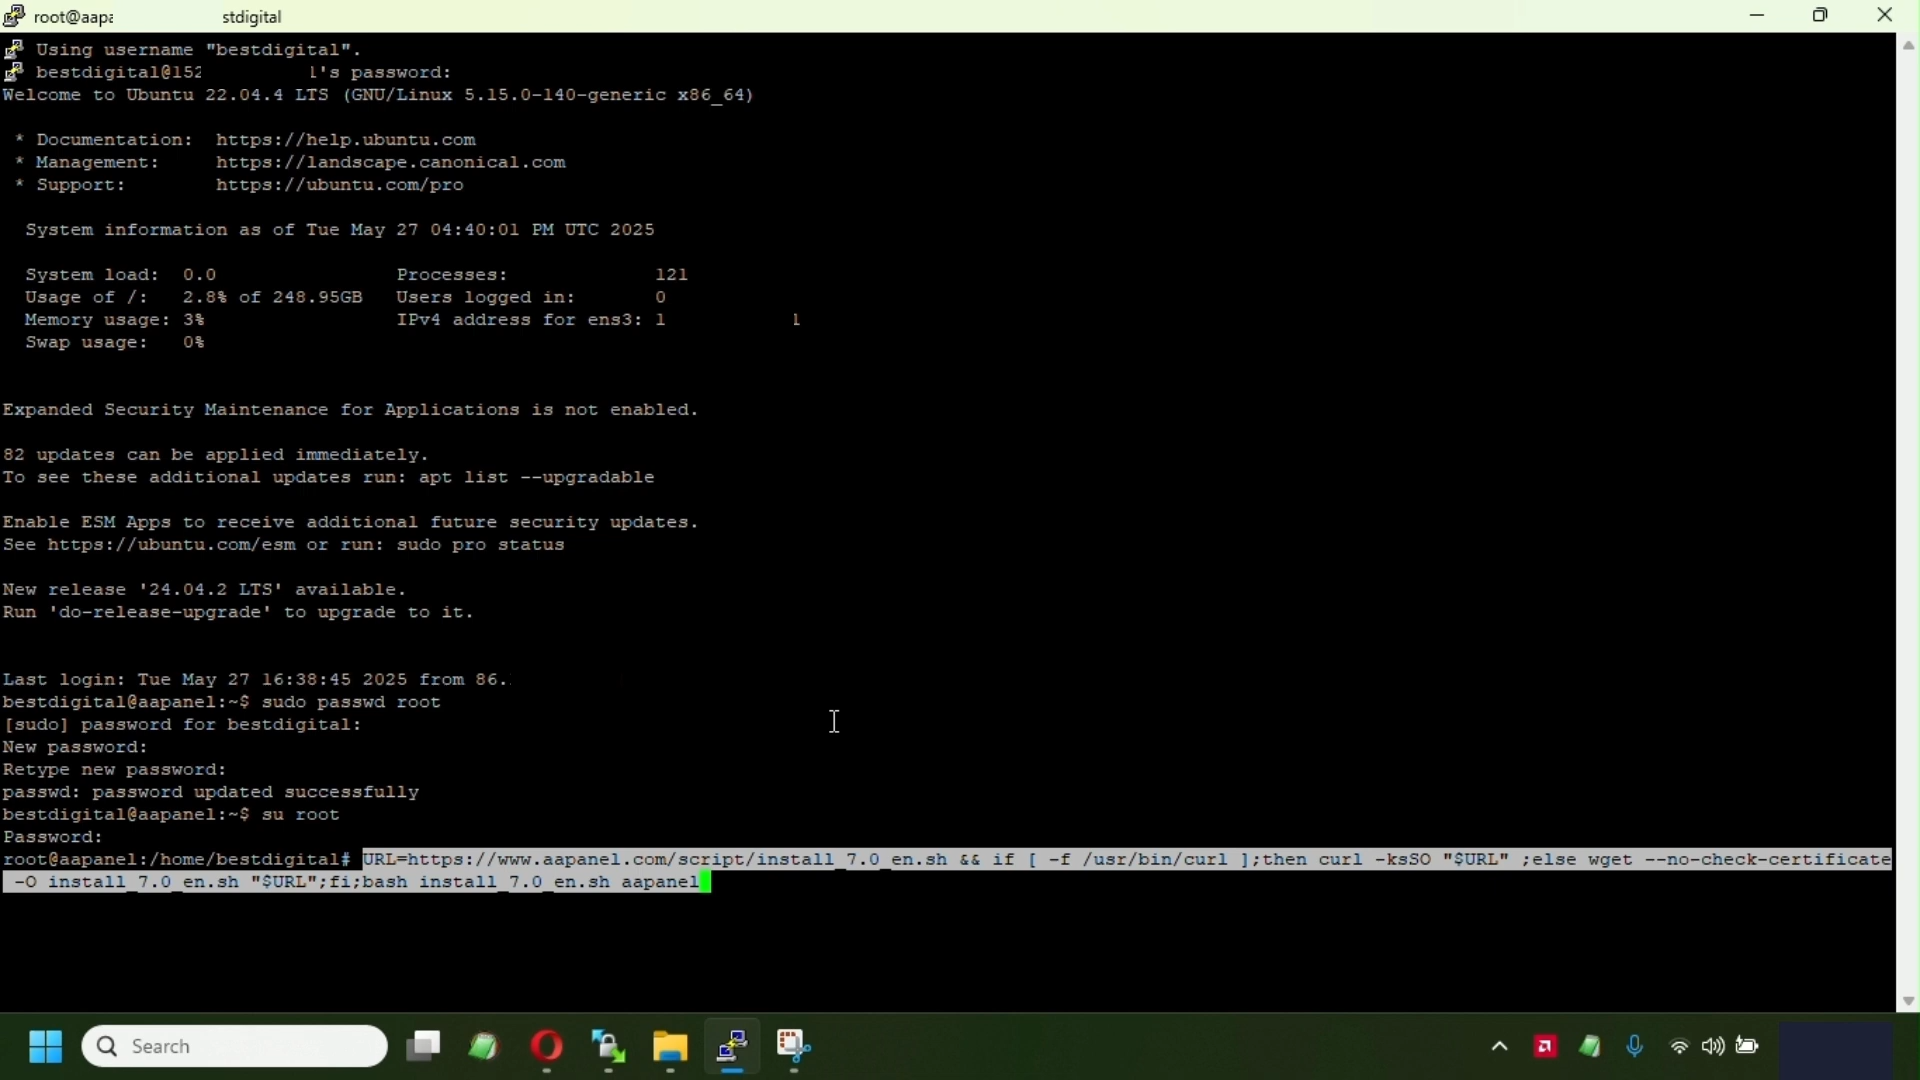 root@aapa stdigital
Using username "bestdigital".
bestdigital@152 l's password:
Welcome to Ubuntu 22.04.4 LTS (GNU/Linux 5.15.0-140-generic x86_64)
* Documentation: https://help.ubuntu.com
* Management: https://landscape.canonical.com
* Support: https://ubuntu.com/pro
System information as of Tue May 27 04:40:01 PM UTC 2025
System load: 0.0 Processes: 121
Usage of /: 2.8% of 248.95GB Users logged in: 0
Memory usage: 3% IPv4 address for ens3: 1 1
Swap usage: 0%
Expanded Security Maintenance for Applications is not enabled.
82 updates can be applied immediately.
To see these additional updates run: apt list --upgradable
Enable ESM Apps to receive additional future security updates.
See https://ubuntu.com/esm or run: sudo pro status
New release '24.04.2 LTS' available.
Run 'do-release-upgrade' to upgrade to it.
Last login: Tue May 27 16:38:45 2025 from 86.
bestdigital@aapanel:~$ sudo passwd root
[sudo] password for bestdigital:
New password:
Retype new password:
passwd: password updated successfully
bestdigital@aapanel:~$ su root
Password:
root@aapanel:/home/bestdigital# URL=https://www.aapanel.com/script/install_7.0_en.sh && if [ -f /usr/bin/curl ];then curl -ksSO "$URL" ;else wget --no-check-certificate
-O install_7.0_en.sh "$URL";fi;bash install_7.0_en.sh aapanel
Search